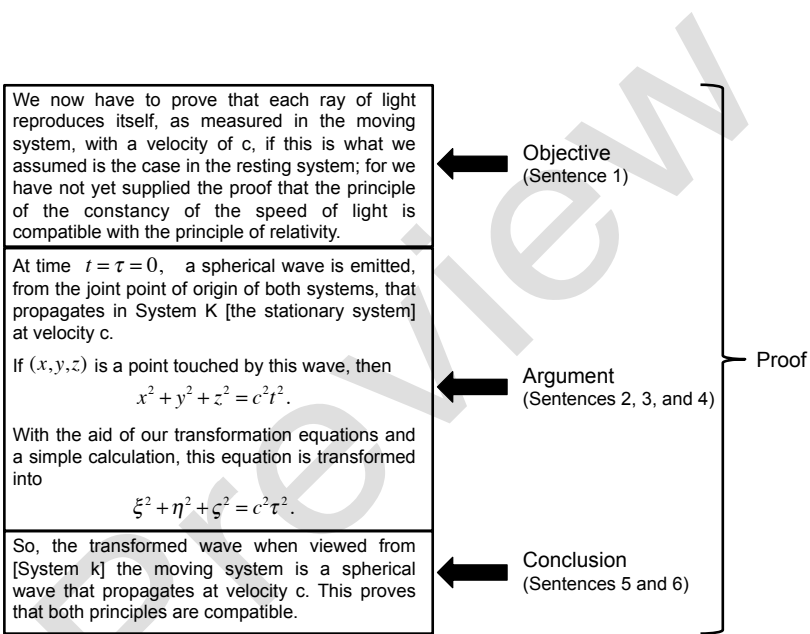 We now have to prove that each ray of light
reproduces itself, as measured in the moving
system, with a velocity of c, if this is what we
assumed is the case in the resting system; for we
have not yet supplied the proof that the principle
of the constancy of the speed of light is
compatible with the principle of relativity.
Objective
(Sentence 1)
At time t = τ = 0, a spherical wave is emitted,
from the joint point of origin of both systems, that
propagates in System K [the stationary system]
at velocity c.
If (x,y,z) is a point touched by this wave, then
x² + y² + z² = c²t².
With the aid of our transformation equations and
a simple calculation, this equation is transformed
into
ξ² + η² + ς² = c²τ².
Argument
(Sentences 2, 3, and 4)
Proof
So, the transformed wave when viewed from
[System k] the moving system is a spherical
wave that propagates at velocity c. This proves
that both principles are compatible.
Conclusion
(Sentences 5 and 6)
Preview